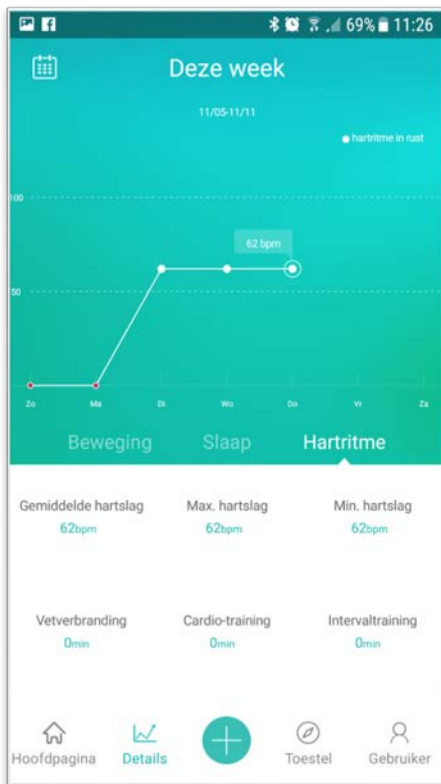 69% 11:26
Deze week
11/05-11/11
hartritme in rust
100
62 bpm
50
Zo Ma Di Wo Do Vr Za
Beweging Slaap Hartritme
Gemiddelde hartslag Max. hartslag Min. hartslag
62bpm 62bpm 62bpm
Vetverbranding Cardio-training Intervaltraining
0min 0min 0min
Hoofdpagina Details Toestel Gebruiker